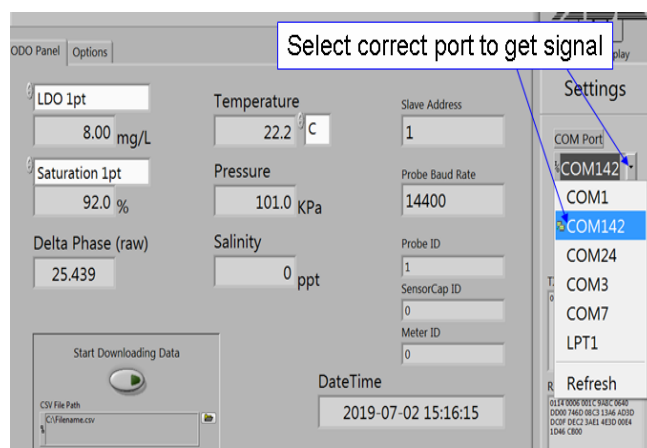 Select correct port to get signal
ODO Panel
Options
play
Settings
LDO 1pt
8.00 mg/L
Saturation 1pt
92.0 %
Delta Phase (raw)
25.439
Temperature
22.2 C
Pressure
101.0 KPa
Salinity
0 ppt
Slave Address
1
Probe Baud Rate
14400
Probe ID
1
SensorCap ID
0
Meter ID
0
COM Port
COM142
COM1
COM142
COM24
COM3
COM7
LPT1
Refresh
Start Downloading Data
CSV File Path
C:\Filename.csv
DateTime
2019-07-02 15:16:15
R
0114 0006 001C 9A8C 0640
DD00 746D 08C3 13A6 AD3D
DC0F DEC2 3AE1 4E3D 00E4
1D46 CB00